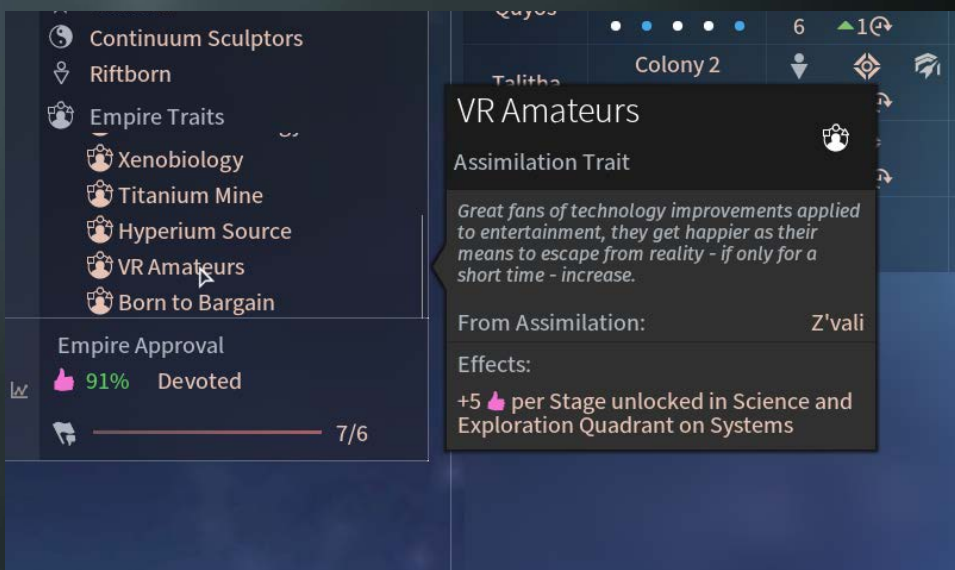 Continuum Sculptors
Riftborn
Empire Traits
Xenobiology
Titanium Mine
Hyperium Source
VR Amateurs
Born to Bargain
Empire Approval
91% Devoted
7/6
Qayos
6 1
Talitha
Colony 2
VR Amateurs
Assimilation Trait
Great fans of technology improvements applied
to entertainment, they get happier as their
means to escape from reality - if only for a
short time - increase.
From Assimilation: Z'vali
Effects:
+5 per Stage unlocked in Science and
Exploration Quadrant on Systems